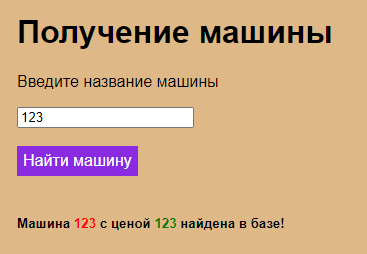 Получение машины
Введите название машины
123
Найти машину
Машина 123 с ценой 123 найдена в базе!